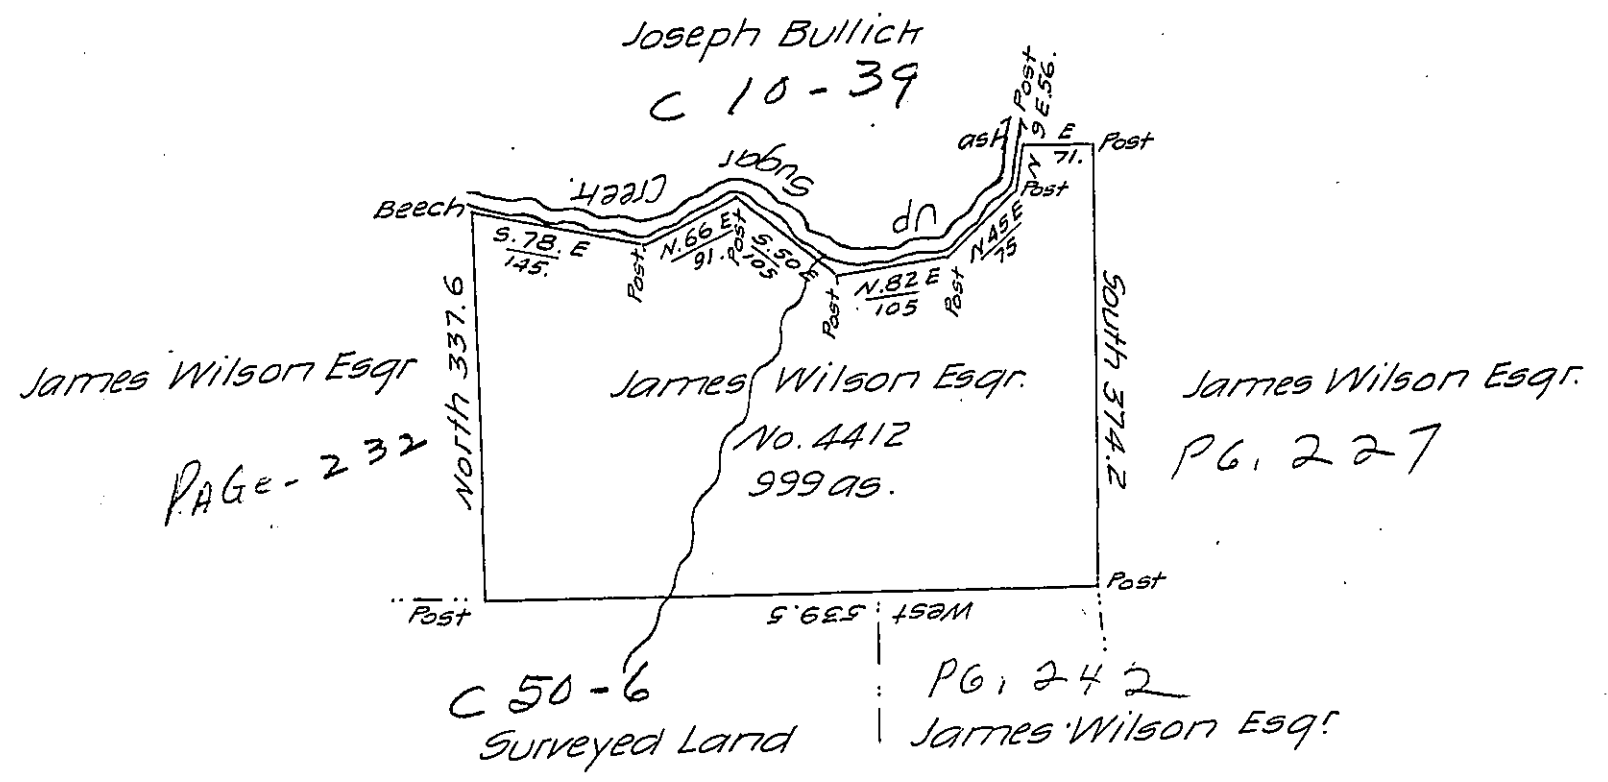 Joseph Bullick
C 10-39
Post
N 9 E 56.
ash
E
71.
Post
Post
Sugar
Creek
Up
Beech
S. 78. E
145.
Post
N. 66 E
91.
Post
S. 50 E
105
Post
N. 82 E
105
Post
N 45 E
75
North 337.6
South 374.2
James Wilson Esqr
PAGe - 232
James Wilson Esqr.
No. 4412
999 as.
James Wilson Esqr.
PG. 227
Post
Post
West 539.5
C 50-6
Surveyed Land
PG. 242
James Wilson Esqr